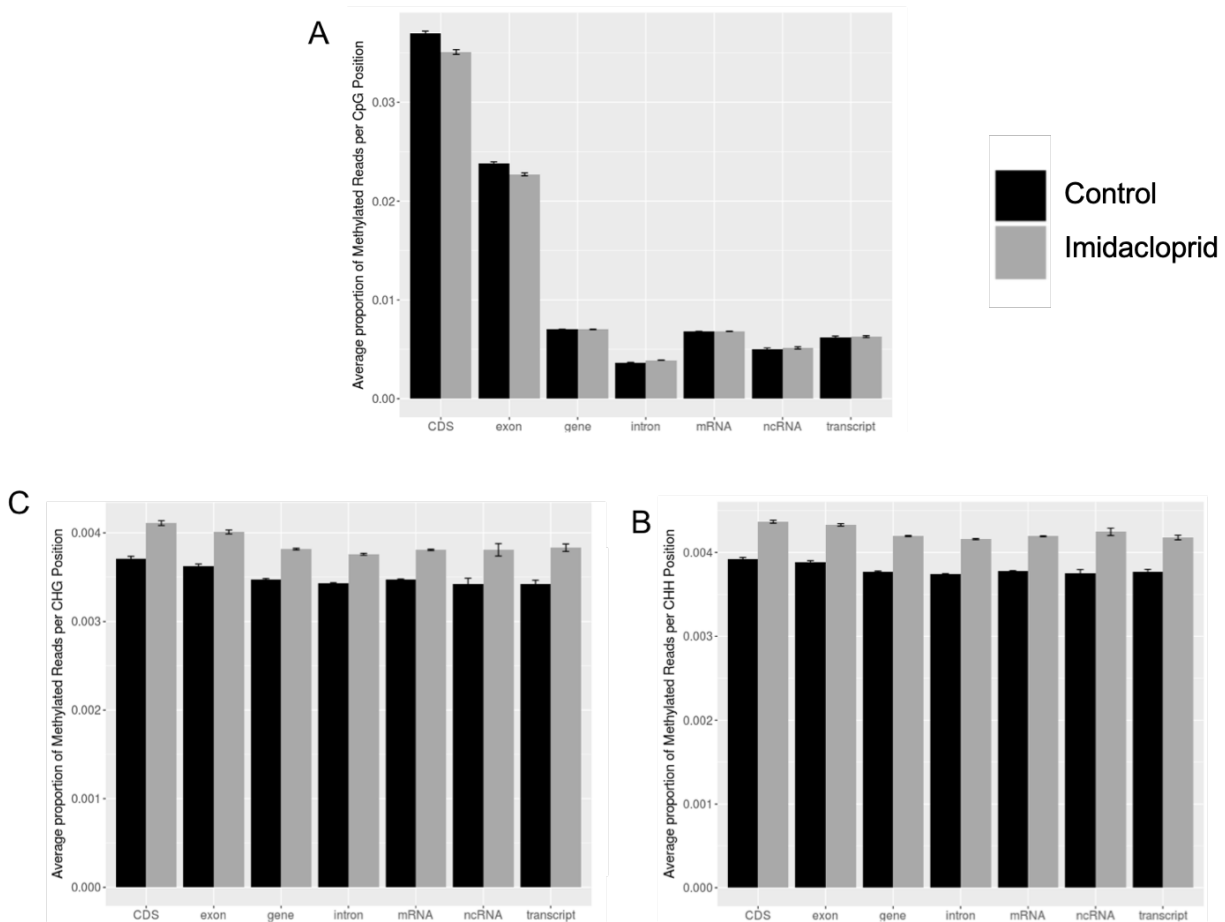 A
Average proportion of Methylated Reads per CpG Position
0.03
0.02
0.01
0.00
CDS exon gene intron mRNA ncRNA transcript
Control
Imidacloprid
C
Average proportion of Methylated Reads per CHG Position
0.004
0.003
0.002
0.001
0.000
CDS exon gene intron mRNA ncRNA transcript
B
Average proportion of Methylated Reads per CHH Position
0.004
0.003
0.002
0.001
0.000
CDS exon gene intron mRNA ncRNA transcript